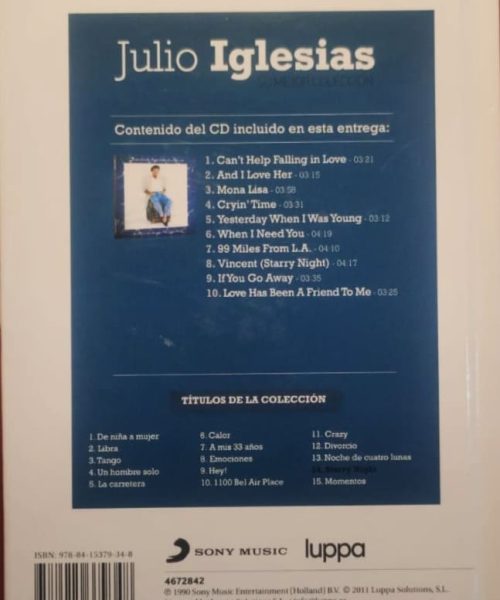 Julio Iglesias
SU MEJOR COLECCIÓN
Contenido del CD incluido en esta entrega:
1. Can't Help Falling in Love - 03:21
2. And I Love Her - 03:15
3. Mona Lisa - 03:58
4. Cryin' Time - 03:31
5. Yesterday When I Was Young - 03:12
6. When I Need You - 04:19
7. 99 Miles From L.A. - 04:10
8. Vincent (Starry Night) - 04:17
9. If You Go Away - 03:35
10. Love Has Been A Friend To Me - 03:25
TÍTULOS DE LA COLECCIÓN
1. De niña a mujer
2. Libra
3. Tango
4. Un hombre solo
5. La carretera
6. Calor
7. A mis 33 años
8. Emociones
9. Hey!
10. 1100 Bel Air Place
11. Crazy
12. Divorcio
13. Noche de cuatro lunas
14. Starry Night
15. Momentos
ISBN: 978-84-15379-34-8
SONY MUSIC luppa
4672842
℗ 1990 Sony Music Entertainment (Holland) B.V. © 2011 Luppa Solutions, S.L.